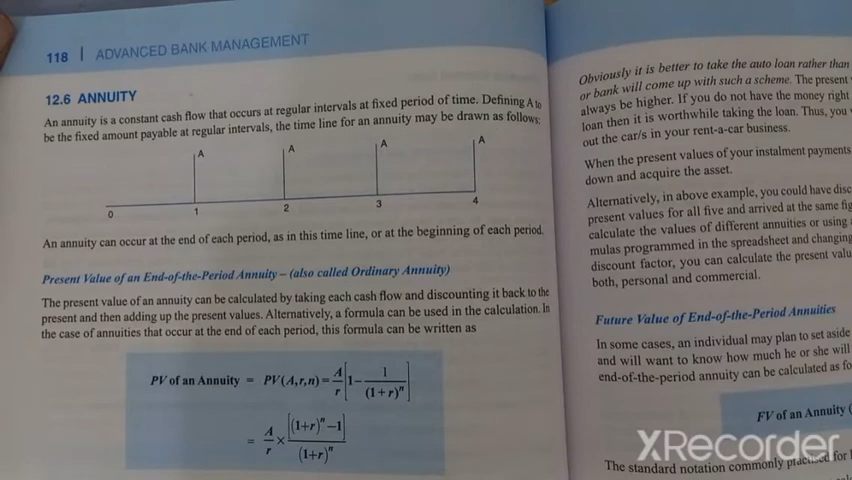 118 | ADVANCED BANK MANAGEMENT
12.6 ANNUITY
An annuity is a constant cash flow that occurs at regular intervals at fixed period of time. Defining A to
be the fixed amount payable at regular intervals, the time line for an annuity may be drawn as follows:
A A A A
0 1 2 3 4
An annuity can occur at the end of each period, as in this time line, or at the beginning of each period.
Present Value of an End-of-the-Period Annuity – (also called Ordinary Annuity)
The present value of an annuity can be calculated by taking each cash flow and discounting it back to the
present and then adding up the present values. Alternatively, a formula can be used in the calculation. In
the case of annuities that occur at the end of each period, this formula can be written as
PV of an Annuity = PV(A,r,n) = A/r [1 – 1/(1+r)^n]
= A/r × [(1+r)^n – 1]/(1+r)^n
Obviously it is better to take the auto loan rather than
or bank will come up with such a scheme. The present
always be higher. If you do not have the money right
loan then it is worthwhile taking the loan. Thus, you
out the car/s in your rent-a-car business.
When the present values of your instalment payments
down and acquire the asset.
Alternatively, in above example, you could have disc
present values for all five and arrived at the same fig
calculate the values of different annuities or using
mulas programmed in the spreadsheet and changing
discount factor, you can calculate the present valu
both, personal and commercial.
Future Value of End-of-the-Period Annuities
In some cases, an individual may plan to set aside
and will want to know how much he or she will
end-of-the-period annuity can be calculated as fo
FV of an Annuity (
The standard notation commonly practised for
XRecorder